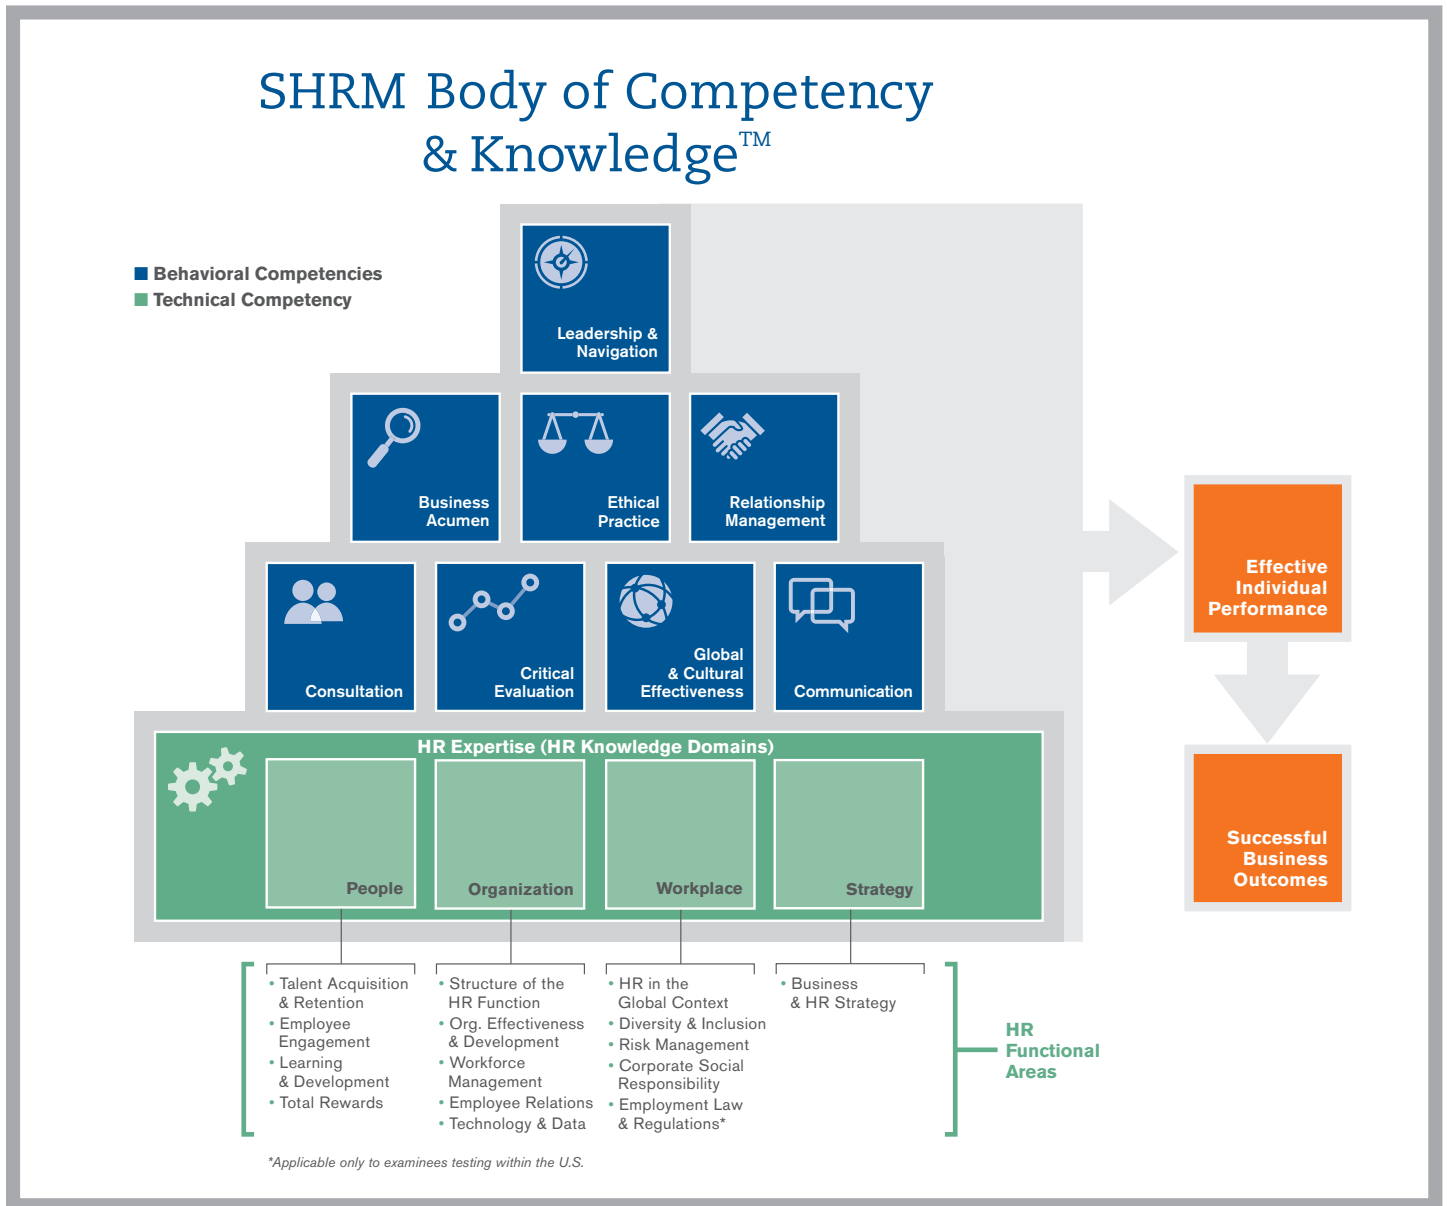 SHRM Body of Competency
& Knowledge™
Behavioral Competencies
Technical Competency
Leadership &
Navigation
Business
Acumen
Ethical
Practice
Relationship
Management
Consultation
Critical
Evaluation
Global
& Cultural
Effectiveness
Communication
Effective
Individual
Performance
Successful
Business
Outcomes
HR Expertise (HR Knowledge Domains)
People
Organization
Workplace
Strategy
• Talent Acquisition
& Retention
• Employee
Engagement
• Learning
& Development
• Total Rewards
• Structure of the
HR Function
• Org. Effectiveness
& Development
• Workforce
Management
• Employee Relations
• Technology & Data
• HR in the
Global Context
• Diversity & Inclusion
• Risk Management
• Corporate Social
Responsibility
• Employment Law
& Regulations*
• Business
& HR Strategy
HR
Functional
Areas
*Applicable only to examinees testing within the U.S.